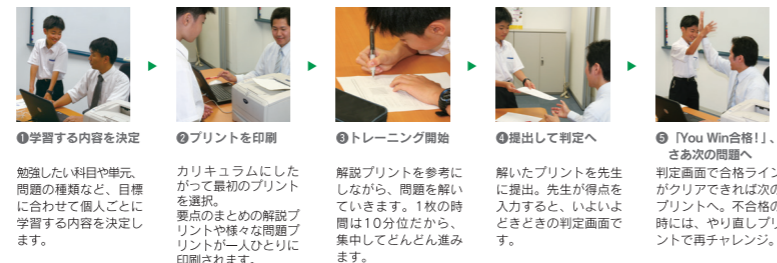 ❶学習する内容を決定
勉強したい科目や単元、
問題の種類など、目標
に合わせて個人ごとに
学習する内容を決定し
ます。
❷プリントを印刷
カリキュラムにした
がって最初のプリント
を選択。
要点のまとめの解説プ
リントや様々な問題プ
リントが一人ひとりに
印刷されます。
❸トレーニング開始
解説プリントを参考に
しながら、問題を解い
ていきます。1枚の時
間は10分位だから、
集中してどんどん進み
ます。
❹提出して判定へ
解いたプリントを先生
に提出。先生が得点を
入力すると、いよいよ
どきどきの判定画面で
す。
❺「You Win合格!」、
さあ次の問題へ
判定画面で合格ライン
がクリアできれば次の
プリントへ。不合格の
時には、やり直しプリ
ントで再チャレンジ。